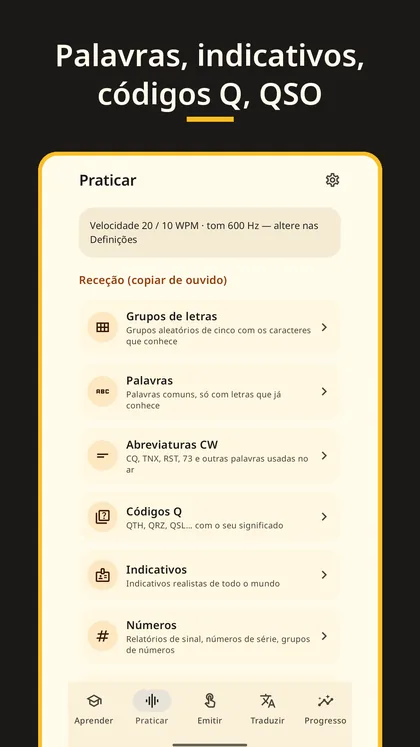 Palavras, indicativos,
códigos Q, QSO
Praticar
Velocidade 20 / 10 WPM · tom 600 Hz — altere nas
Definições
Receção (copiar de ouvido)
Grupos de letras
Grupos aleatórios de cinco com os caracteres
que conhece
ABC
Palavras
Palavras comuns, só com letras que já
conhece
Abreviaturas CW
CQ, TNX, RST, 73 e outras palavras usadas no
ar
Códigos Q
QTH, QRZ, QSL… com o seu significado
Indicativos
Indicativos realistas de todo o mundo
Números
Relatórios de sinal, números de série, grupos
de números
Aprender
Praticar
Emitir
Traduzir
Progresso